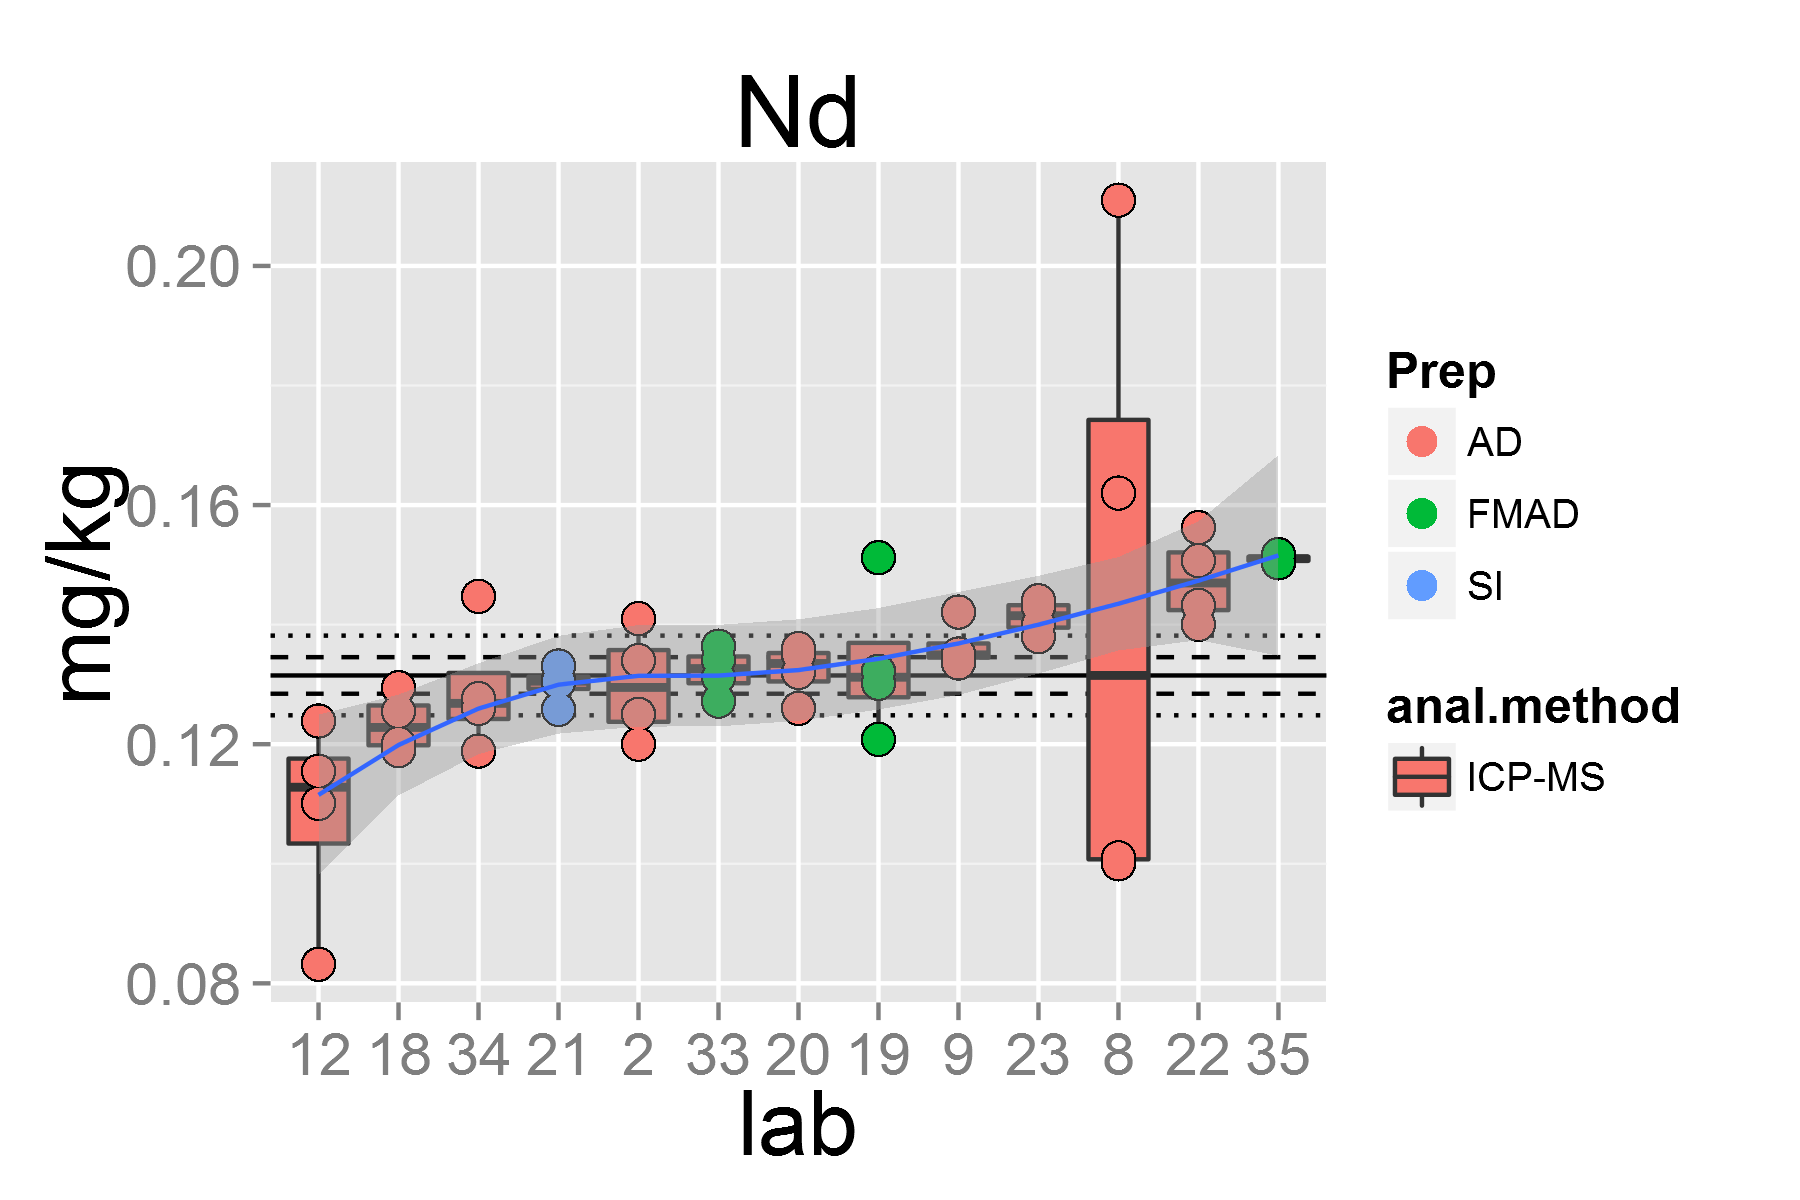 Nd
mg/kg
0.20
0.16
0.12
0.08
12 18 34 21 2 33 20 19 9 23 8 22 35
lab
Prep
AD
FMAD
SI
anal.method
ICP-MS